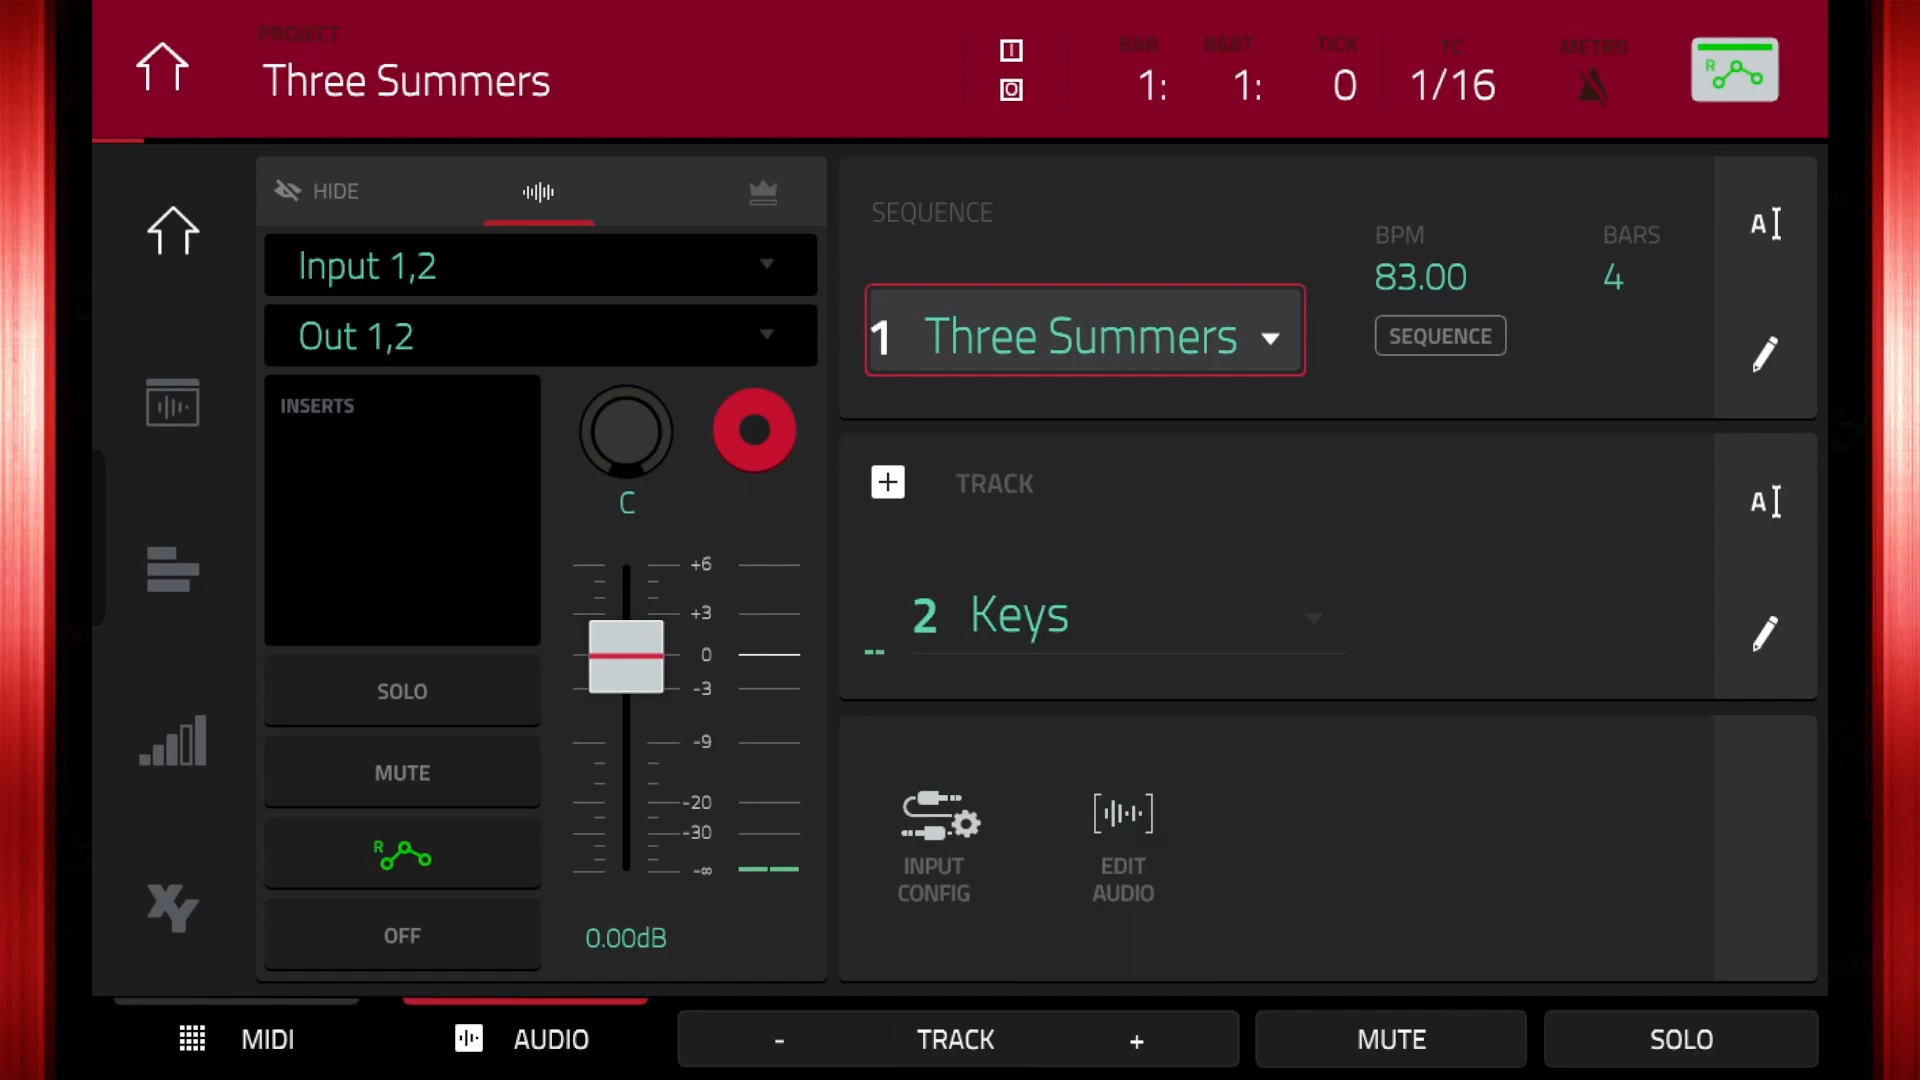 PROJECT
Three Summers
BAR BEAT TICK TC METRO
1: 1: 0 1/16
R
HIDE
Input 1,2
Out 1,2
INSERTS
C
+6
+3
0
-3
-9
-20
-30
-∞
0.00dB
SOLO
MUTE
R
OFF
SEQUENCE
1 Three Summers
BPM
83.00
SEQUENCE
BARS
4
A
TRACK
2 Keys
--
A
INPUT
CONFIG
EDIT
AUDIO
XY
MIDI AUDIO - TRACK + MUTE SOLO